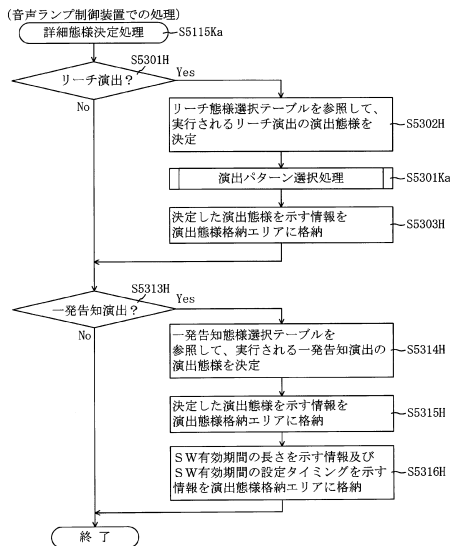 (音声ランプ制御装置での処理)
詳細態様決定処理
S5115Ka
S5301H
リーチ演出?
Yes
No
リーチ態様選択テーブルを参照して、
実行されるリーチ演出の演出態様を
決定
S5302H
演出パターン選択処理
S5301Ka
決定した演出態様を示す情報を
演出態様格納エリアに格納
S5303H
S5313H
一発告知演出?
Yes
No
一発告知態様選択テーブルを
参照して、実行される一発告知演出の
演出態様を決定
S5314H
決定した演出態様を示す情報を
演出態様格納エリアに格納
S5315H
SW有効期間の長さを示す情報及び
SW有効期間の設定タイミングを示す
情報を演出態様格納エリアに格納
S5316H
終了